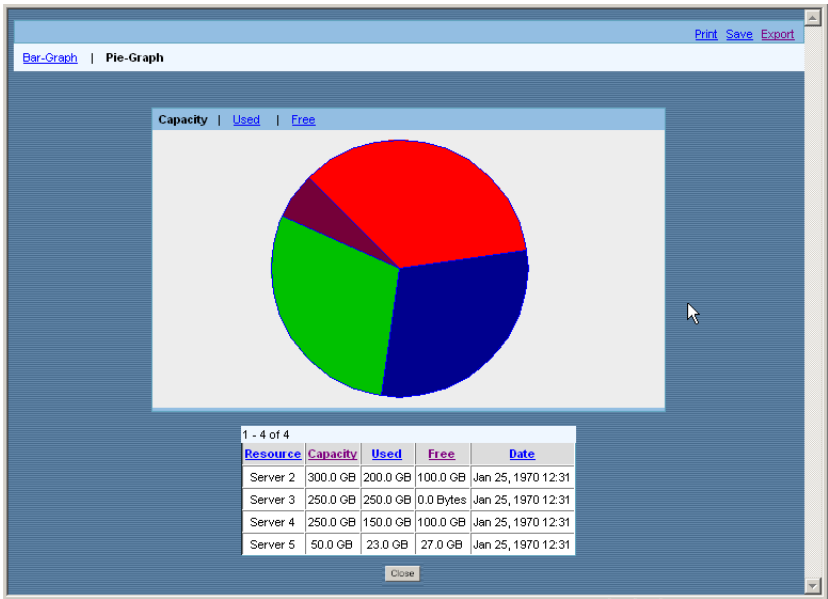 Print Save Export
Bar-Graph | Pie-Graph
Capacity | Used | Free
1 - 4 of 4
Resource Capacity Used Free Date
Server 2 300.0 GB 200.0 GB 100.0 GB Jan 25, 1970 12:31
Server 3 250.0 GB 250.0 GB 0.0 Bytes Jan 25, 1970 12:31
Server 4 250.0 GB 150.0 GB 100.0 GB Jan 25, 1970 12:31
Server 5 50.0 GB 23.0 GB 27.0 GB Jan 25, 1970 12:31
Close